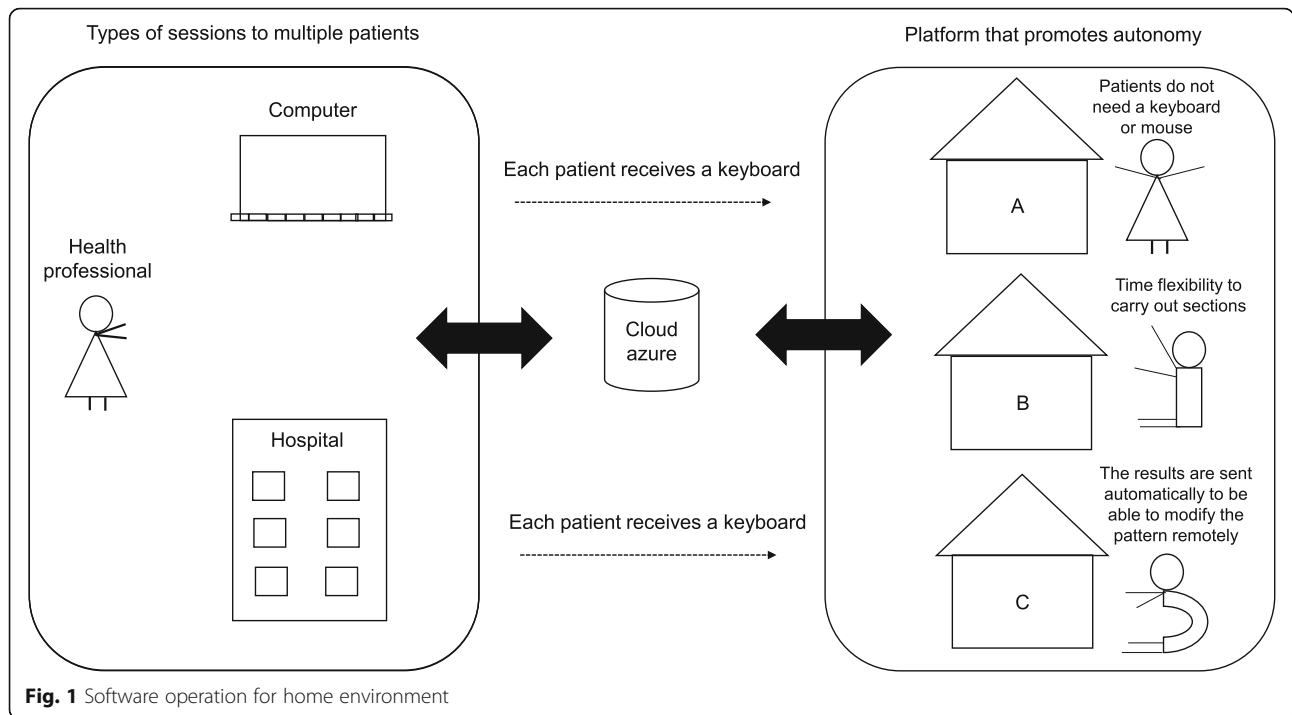 Types of sessions to multiple patients
Computer
Health
professional
Hospital
Each patient receives a keyboard
Cloud
azure
Each patient receives a keyboard
Platform that promotes autonomy
Patients do not
need a keyboard
or mouse
A
Time flexibility to
carry out sections
B
The results are sent
automatically to be
able to modify the
pattern remotely
C
Fig. 1 Software operation for home environment